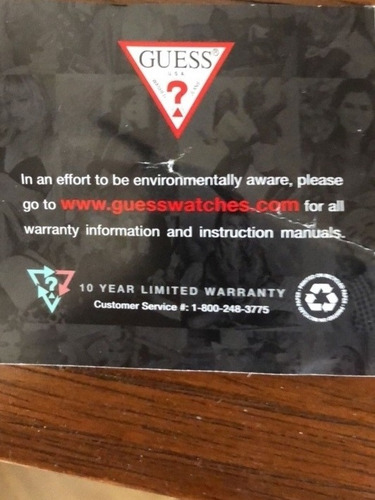 GUESS®
U.S.A.
?
In an effort to be environmentally aware, please
go to www.guesswatches.com for all
warranty information and instruction manuals.
?
10 YEAR LIMITED WARRANTY
Customer Service #: 1-800-248-3775